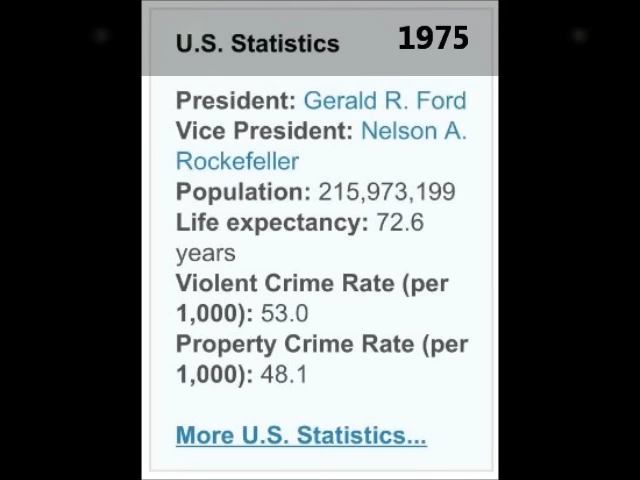 U.S. Statistics 1975
President: Gerald R. Ford
Vice President: Nelson A.
Rockefeller
Population: 215,973,199
Life expectancy: 72.6
years
Violent Crime Rate (per
1,000): 53.0
Property Crime Rate (per
1,000): 48.1
More U.S. Statistics...